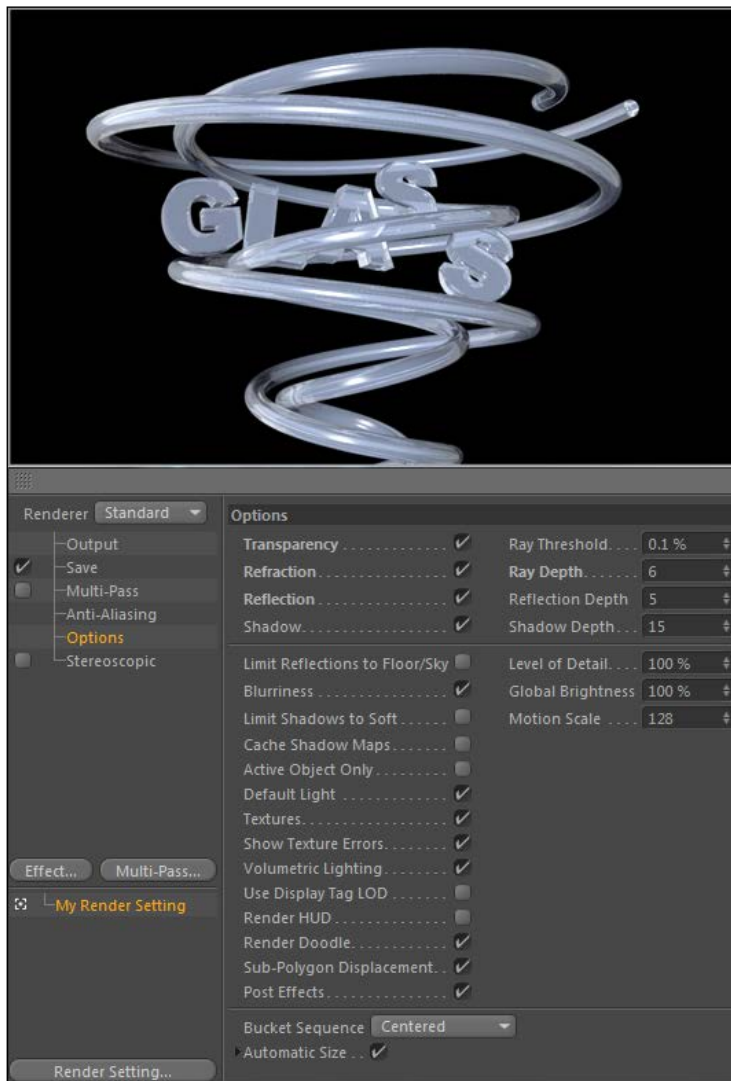 GLASS
Renderer Standard
Output
Save
Multi-Pass
Anti-Aliasing
Options
Stereoscopic
Effect... Multi-Pass...
My Render Setting
Render Setting...
Options
Transparency . . . . . . . . . . . . . Ray Threshold. . . . 0.1 %
Refraction. . . . . . . . . . . . . . . . Ray Depth. . . . . . . 6
Reflection . . . . . . . . . . . . . . . . Reflection Depth 5
Shadow. . . . . . . . . . . . . . . . . . Shadow Depth. . . 15
Limit Reflections to Floor/Sky Level of Detail. . . . 100 %
Blurriness . . . . . . . . . . . . . . . . Global Brightness 100 %
Limit Shadows to Soft . . . . . . Motion Scale . . . . 128
Cache Shadow Maps. . . . . . . .
Active Object Only . . . . . . . . .
Default Light . . . . . . . . . . . . .
Textures. . . . . . . . . . . . . . . . . .
Show Texture Errors. . . . . . . .
Volumetric Lighting. . . . . . . . .
Use Display Tag LOD . . . . . . .
Render HUD . . . . . . . . . . . . . .
Render Doodle. . . . . . . . . . . . .
Sub-Polygon Displacement. .
Post Effects. . . . . . . . . . . . . . .
Bucket Sequence Centered
Automatic Size . .